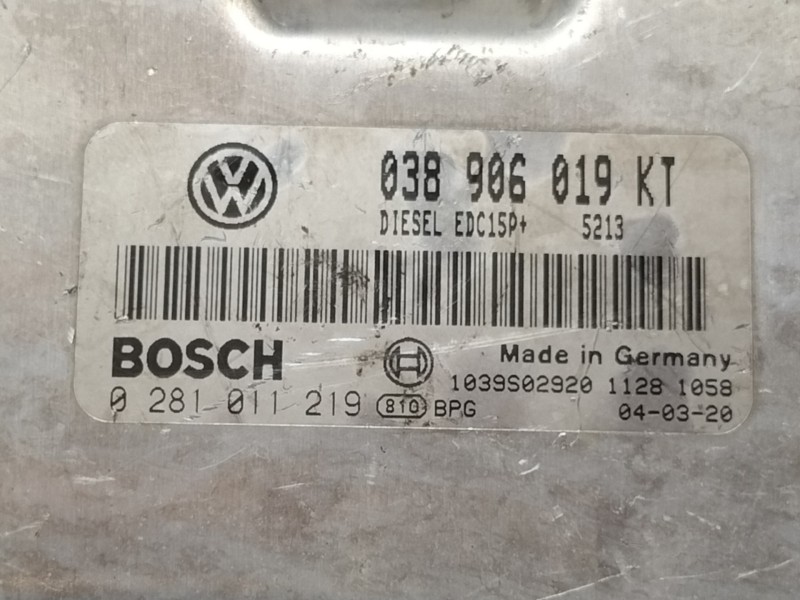 038 906 019 KT
DIESEL EDC15P+ 5213
BOSCH
Made in Germany
1039S02920 1128 1058
0 281 011 219 810 BPG
04-03-20